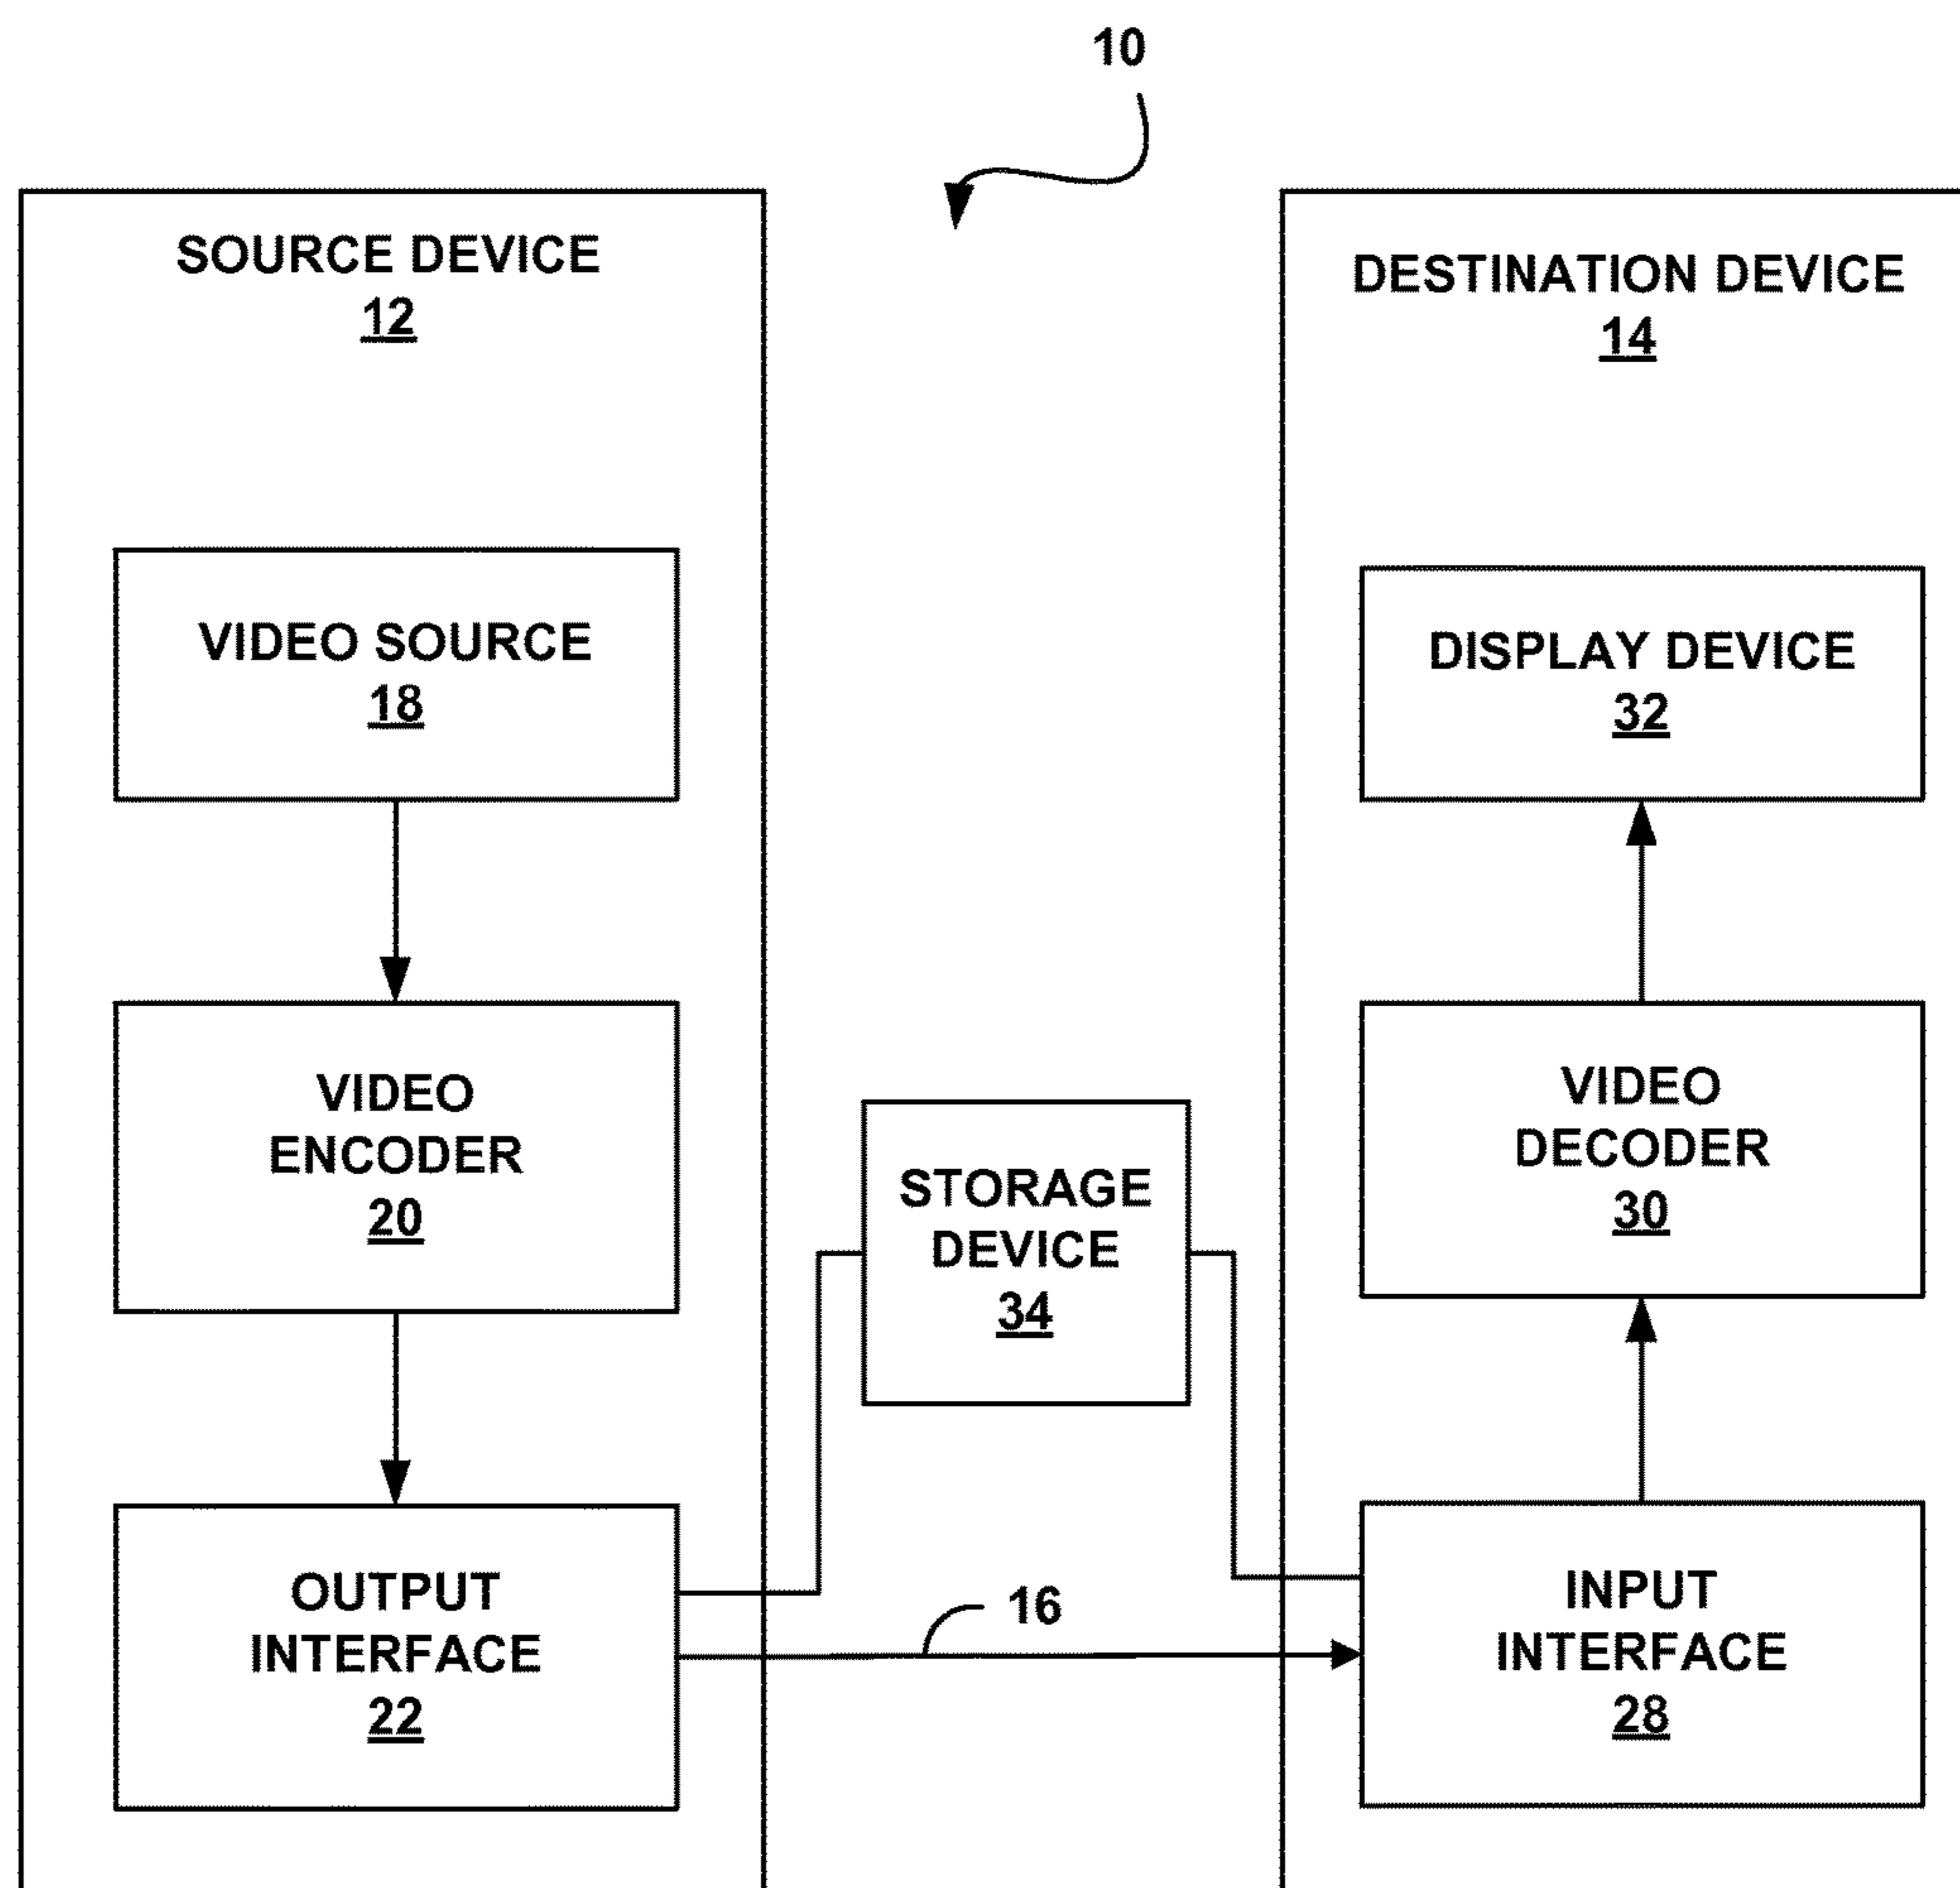 10
SOURCE DEVICE
12
VIDEO SOURCE
18
VIDEO
ENCODER
20
OUTPUT
INTERFACE
22
STORAGE
DEVICE
34
16
DESTINATION DEVICE
14
DISPLAY DEVICE
32
VIDEO
DECODER
30
INPUT
INTERFACE
28